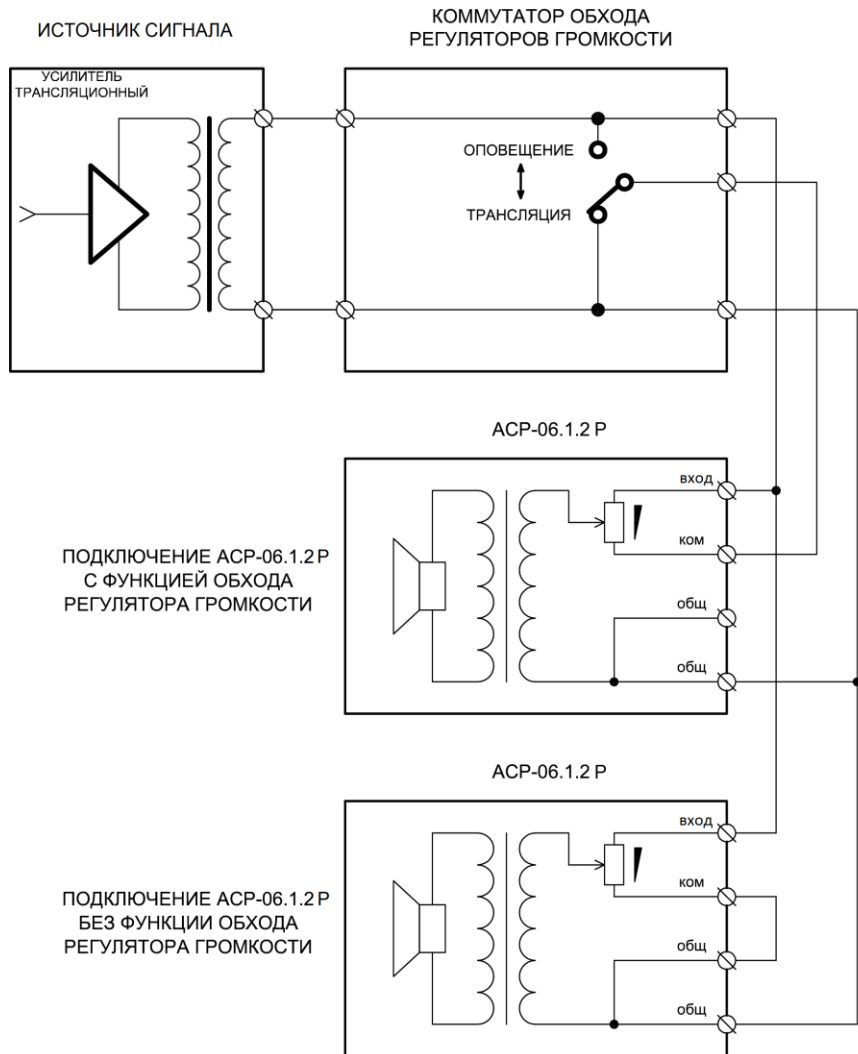 ИСТОЧНИК СИГНАЛА
КОММУТАТОР ОБХОДА
РЕГУЛЯТОРОВ ГРОМКОСТИ
УСИЛИТЕЛЬ
ТРАНСЛЯЦИОННЫЙ
ОПОВЕЩЕНИЕ
ТРАНСЛЯЦИЯ
АСР-06.1.2 Р
ПОДКЛЮЧЕНИЕ АСР-06.1.2 Р
С ФУНКЦИЕЙ ОБХОДА
РЕГУЛЯТОРА ГРОМКОСТИ
вход
ком
общ
общ
АСР-06.1.2 Р
ПОДКЛЮЧЕНИЕ АСР-06.1.2 Р
БЕЗ ФУНКЦИИ ОБХОДА
РЕГУЛЯТОРА ГРОМКОСТИ
вход
ком
общ
общ